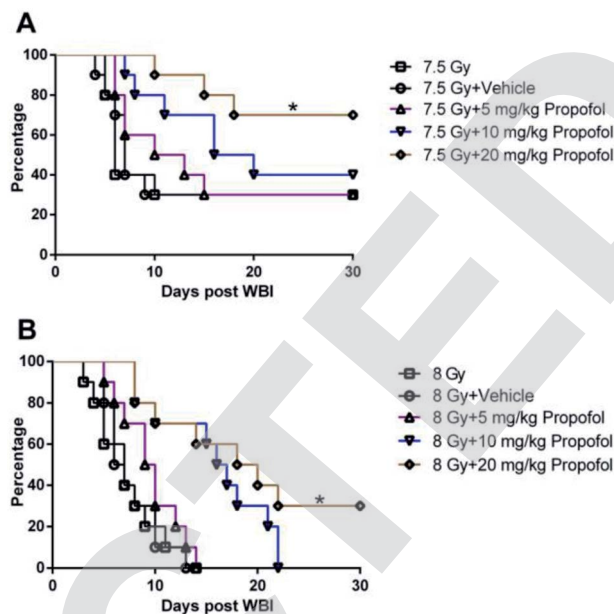 A
100
80
60
40
20
0
Percentage
0 10 20 30
Days post WBI
*
7.5 Gy
7.5 Gy+Vehicle
7.5 Gy+5 mg/kg Propofol
7.5 Gy+10 mg/kg Propofol
7.5 Gy+20 mg/kg Propofol
B
100
80
60
40
20
0
Percentage
0 10 20 30
Days post WBI
*
8 Gy
8 Gy+Vehicle
8 Gy+5 mg/kg Propofol
8 Gy+10 mg/kg Propofol
8 Gy+20 mg/kg Propofol
CTED